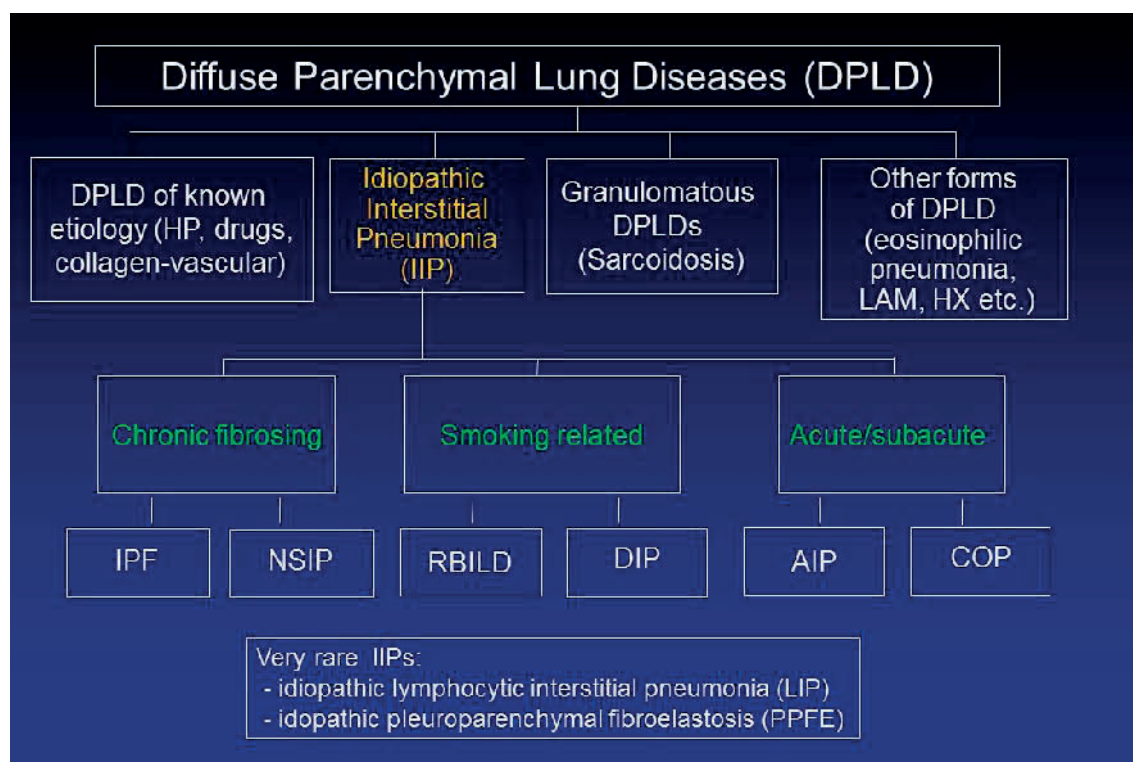 Diffuse Parenchymal Lung Diseases (DPLD)
DPLD of known
etiology (HP, drugs,
collagen-vascular)
Idiopathic
Interstitial
Pneumonia
(IIP)
Granulomatous
DPLDs
(Sarcoidosis)
Other forms
of DPLD
(eosinophilic
pneumonia,
LAM, HX etc.)
Chronic fibrosing
Smoking related
Acute/subacute
IPF
NSIP
RBILD
DIP
AIP
COP
Very rare IIPs:
- idiopathic lymphocytic interstitial pneumonia (LIP)
- idopathic pleuroparenchymal fibroelastosis (PPFE)